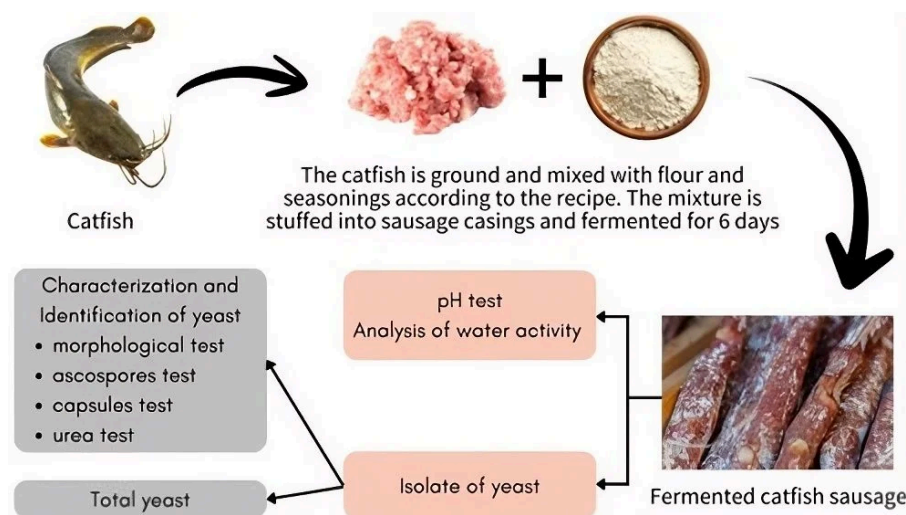 Catfish
The catfish is ground and mixed with flour and
seasonings according to the recipe. The mixture is
stuffed into sausage casings and fermented for 6 days
Characterization and
Identification of yeast
• morphological test
• ascospores test
• capsules test
• urea test
pH test
Analysis of water activity
Fermented catfish sausage
Isolate of yeast
Total yeast